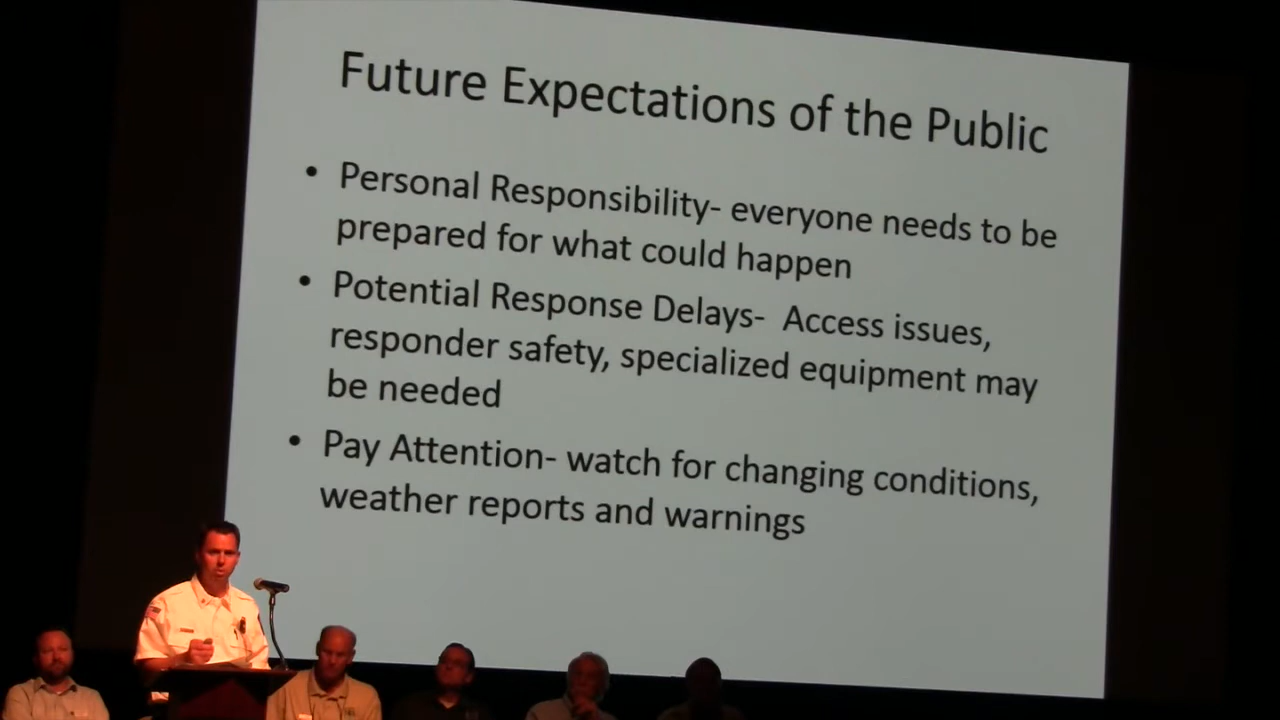 Future Expectations of the Public
• Personal Responsibility- everyone needs to be
prepared for what could happen
• Potential Response Delays-  Access issues,
responder safety, specialized equipment may
be needed
• Pay Attention- watch for changing conditions,
weather reports and warnings